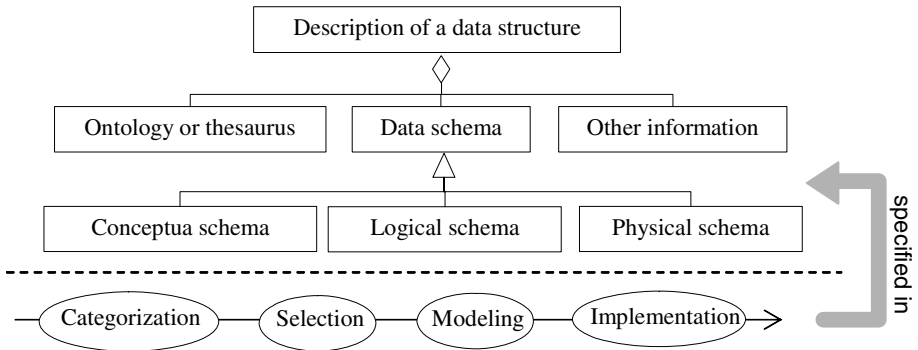 Description of a data structure
Ontology or thesaurus
Data schema
Other information
Conceptua schema
Logical schema
Physical schema
specified in
Categorization
Selection
Modeling
Implementation